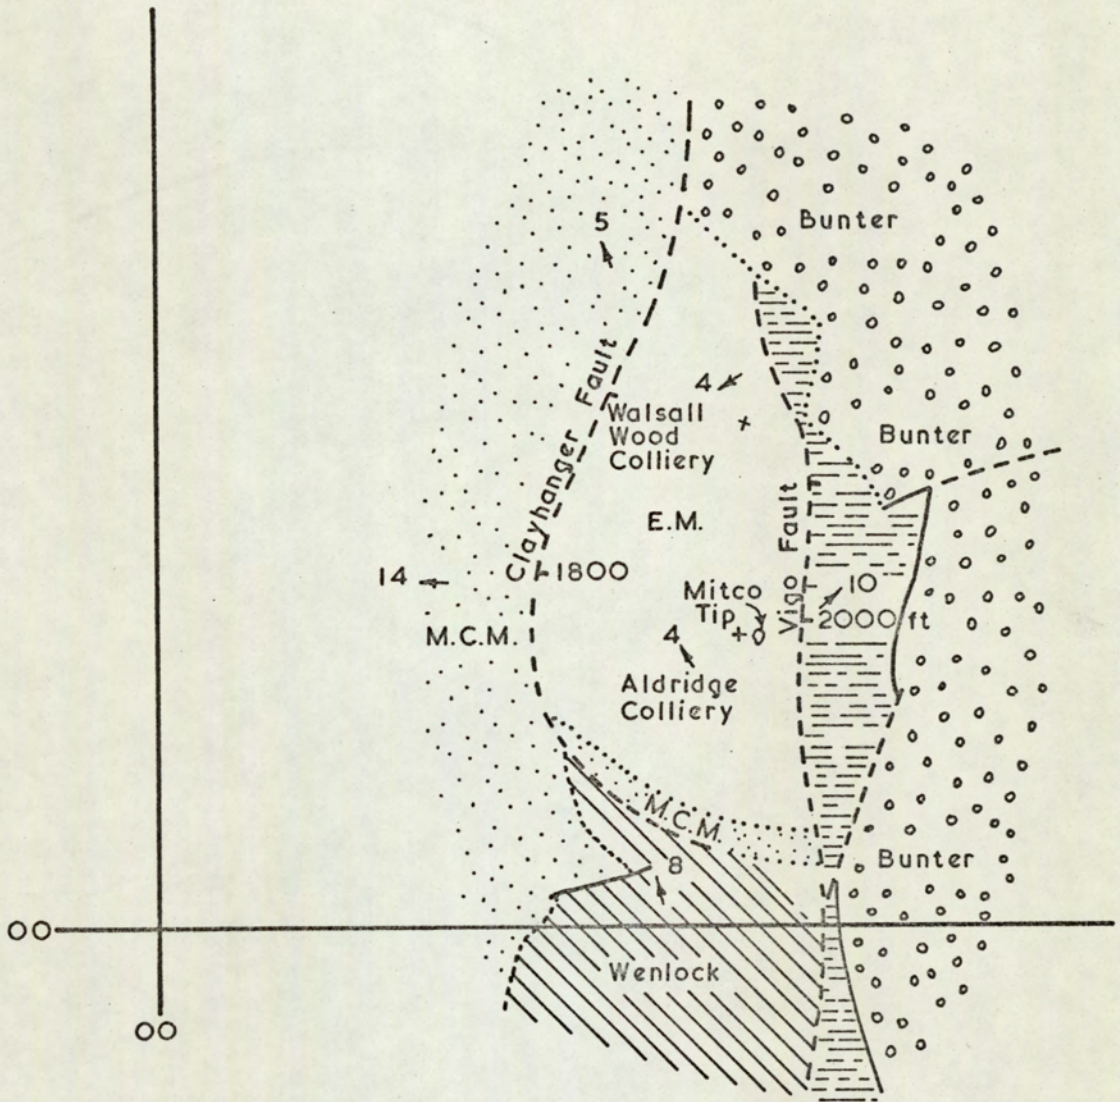 Bunter
5
Clayhanger Fault
4
Walsall
Wood
Colliery
Bunter
E.M.
Vigo Fault
14
1800
Mitco
Tip
10
2000 ft
M.C.M.
4
Aldridge
Colliery
M.C.M.
8
Bunter
00
Wenlock
00